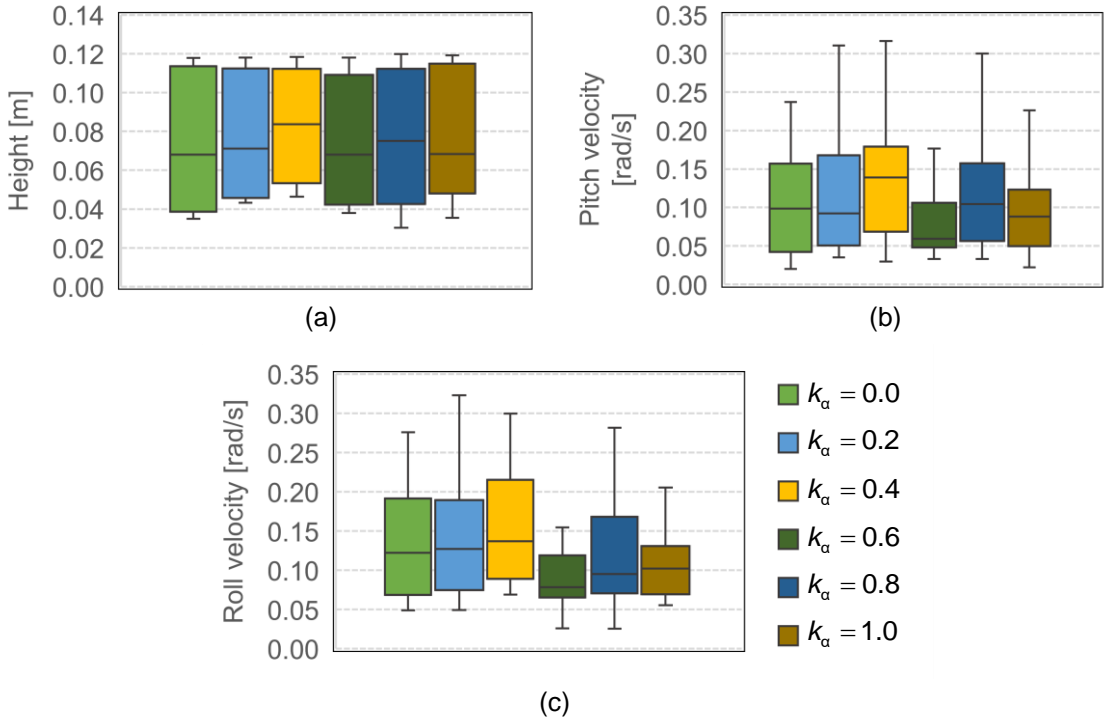 Height [m]
0.14
0.12
0.10
0.08
0.06
0.04
0.02
0.00
(a)
Pitch velocity
[rad/s]
0.35
0.30
0.25
0.20
0.15
0.10
0.05
0.00
(b)
Roll velocity [rad/s]
0.35
0.30
0.25
0.20
0.15
0.10
0.05
0.00
(c)
kα = 0.0
kα = 0.2
kα = 0.4
kα = 0.6
kα = 0.8
kα = 1.0